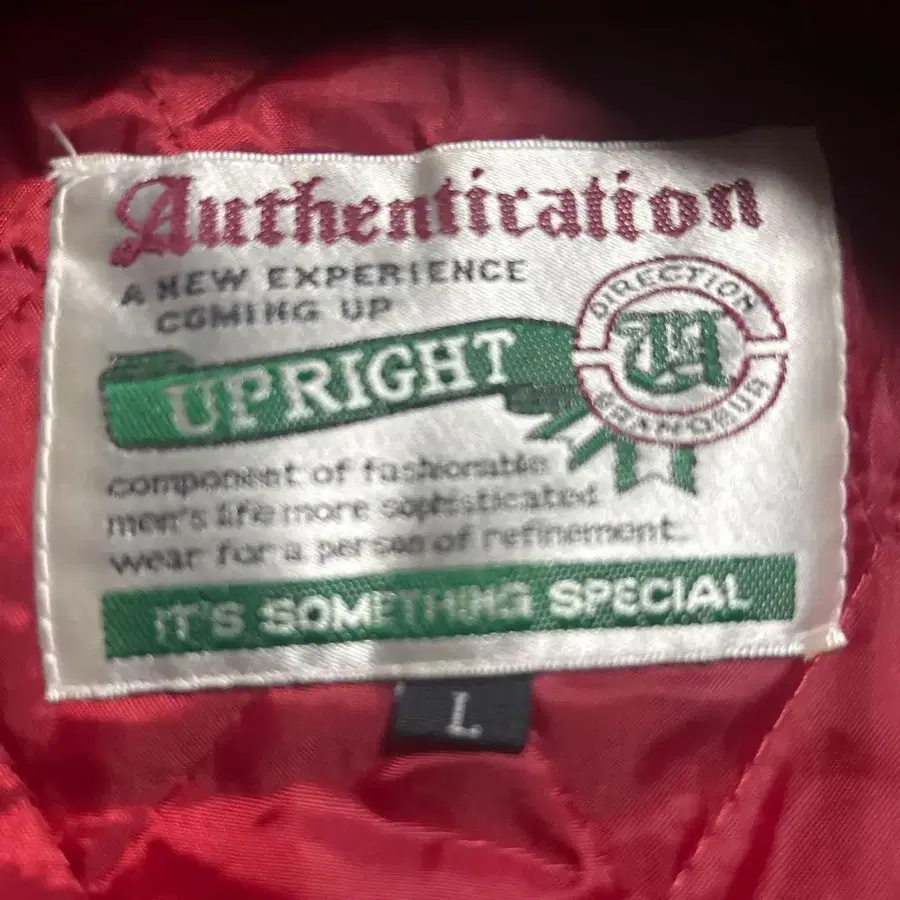 Authentication
A NEW EXPERIENCE
COMING UP
DIRECTION
U
UPRIGHT
component of fashionable
men's life more sophisticated
wear for a person of refinement.
IT'S SOMETHING SPECIAL
L